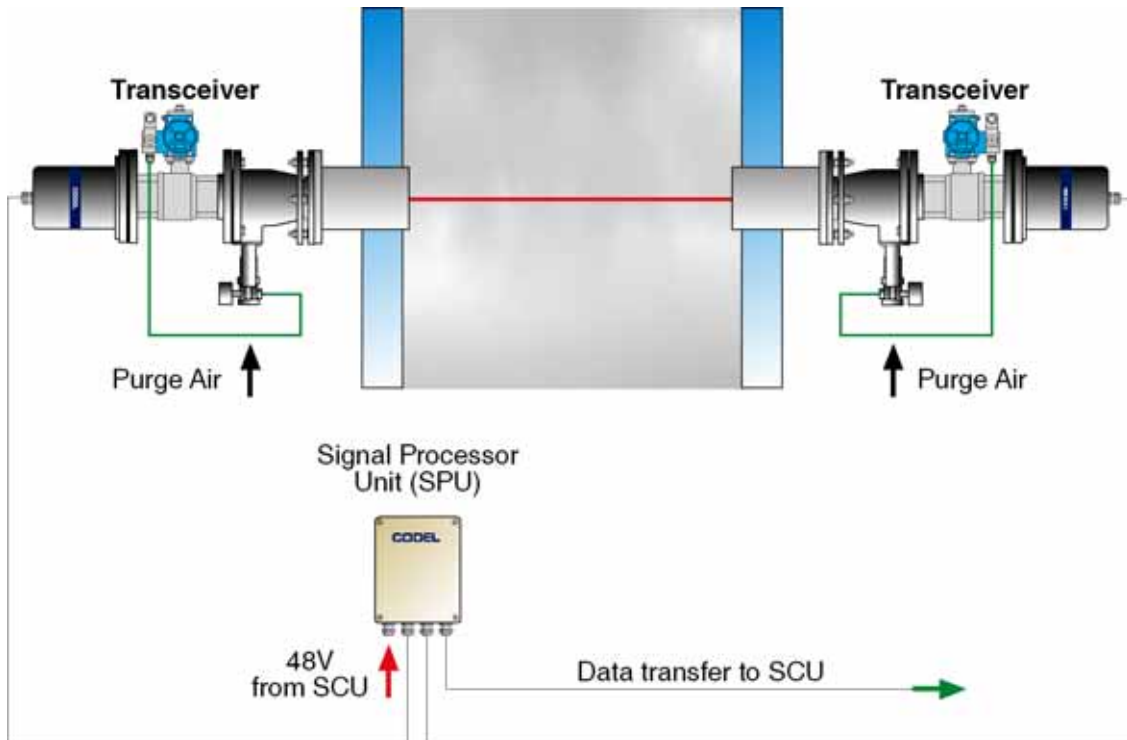 Transceiver
Transceiver
Purge Air
Purge Air
Signal Processor
Unit (SPU)
CODEL
48V
from SCU
Data transfer to SCU